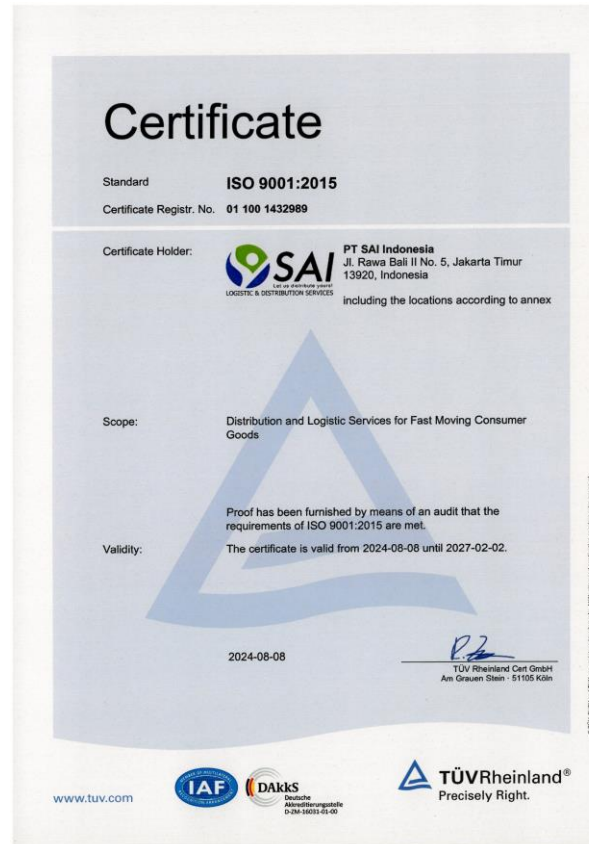 Certificate
Standard ISO 9001:2015
Certificate Registr. No. 01 100 1432989
Certificate Holder:
SAI
Let us distribute yours!
LOGISTIC & DISTRIBUTION SERVICES
PT SAI Indonesia
Jl. Rawa Bali II No. 5, Jakarta Timur
13920, Indonesia
including the locations according to annex
Scope: Distribution and Logistic Services for Fast Moving Consumer
Goods
Proof has been furnished by means of an audit that the
requirements of ISO 9001:2015 are met.
Validity: The certificate is valid from 2024-08-08 until 2027-02-02.
2024-08-08
TÜV Rheinland Cert GmbH
Am Grauen Stein · 51105 Köln
www.tuv.com
IAF
DAkkS
Deutsche
Akkreditierungsstelle
D-ZM-16031-01-00
TÜVRheinland®
Precisely Right.